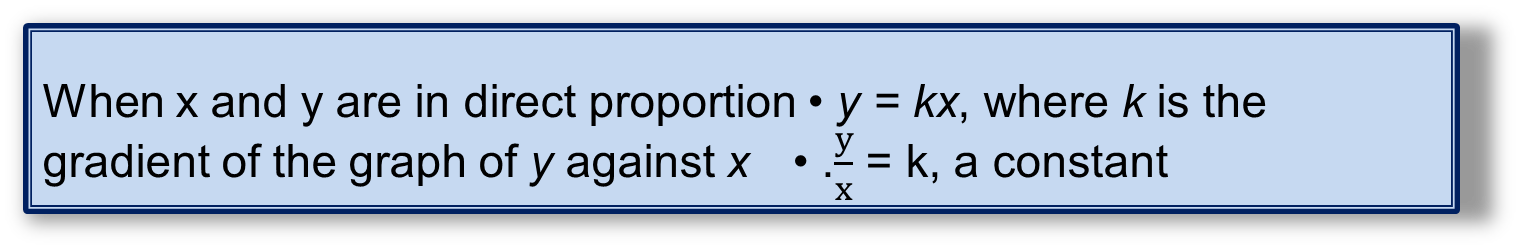 When x and y are in direct proportion • y = kx, where k is the
gradient of the graph of y against x • . y/x = k, a constant